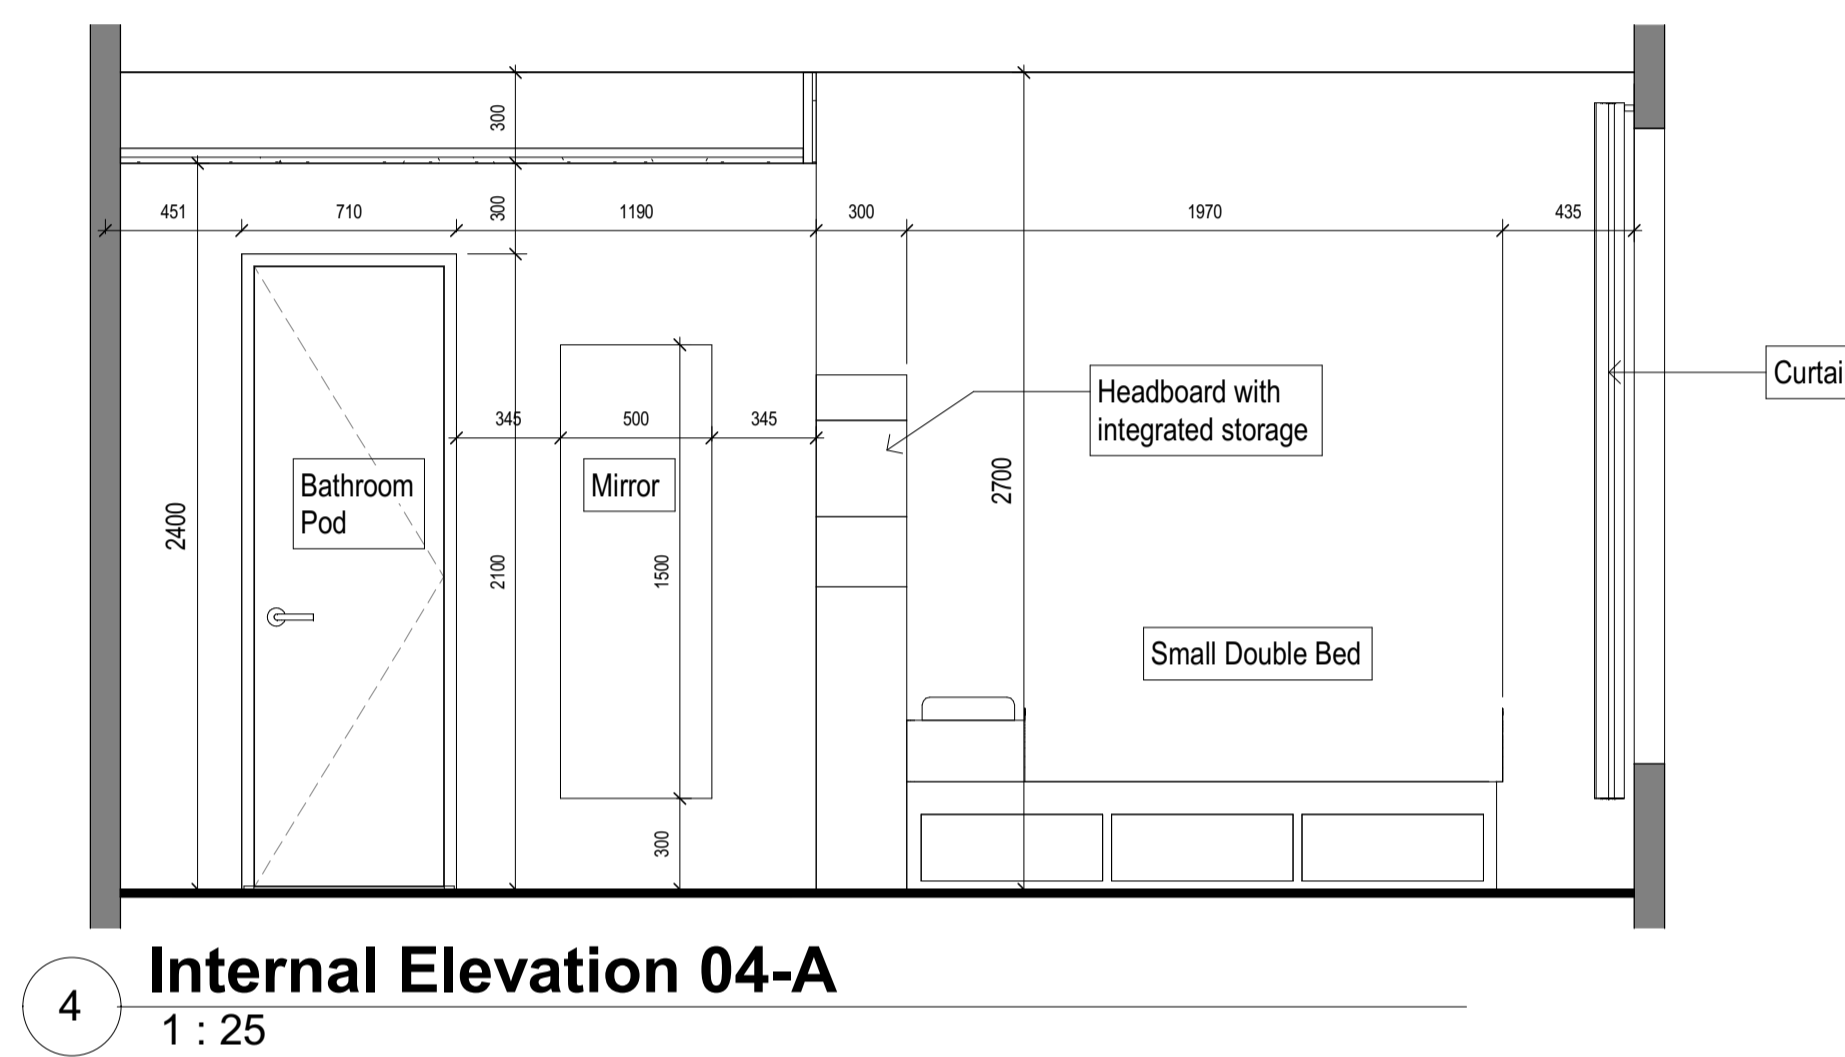 300
451
710
300
1190
300
1970
435
Headboard with
integrated storage
Curtai
345
500
345
Bathroom
Pod
Mirror
2400
2700
2100
1500
Small Double Bed
300
Internal Elevation 04-A
4
1 : 25